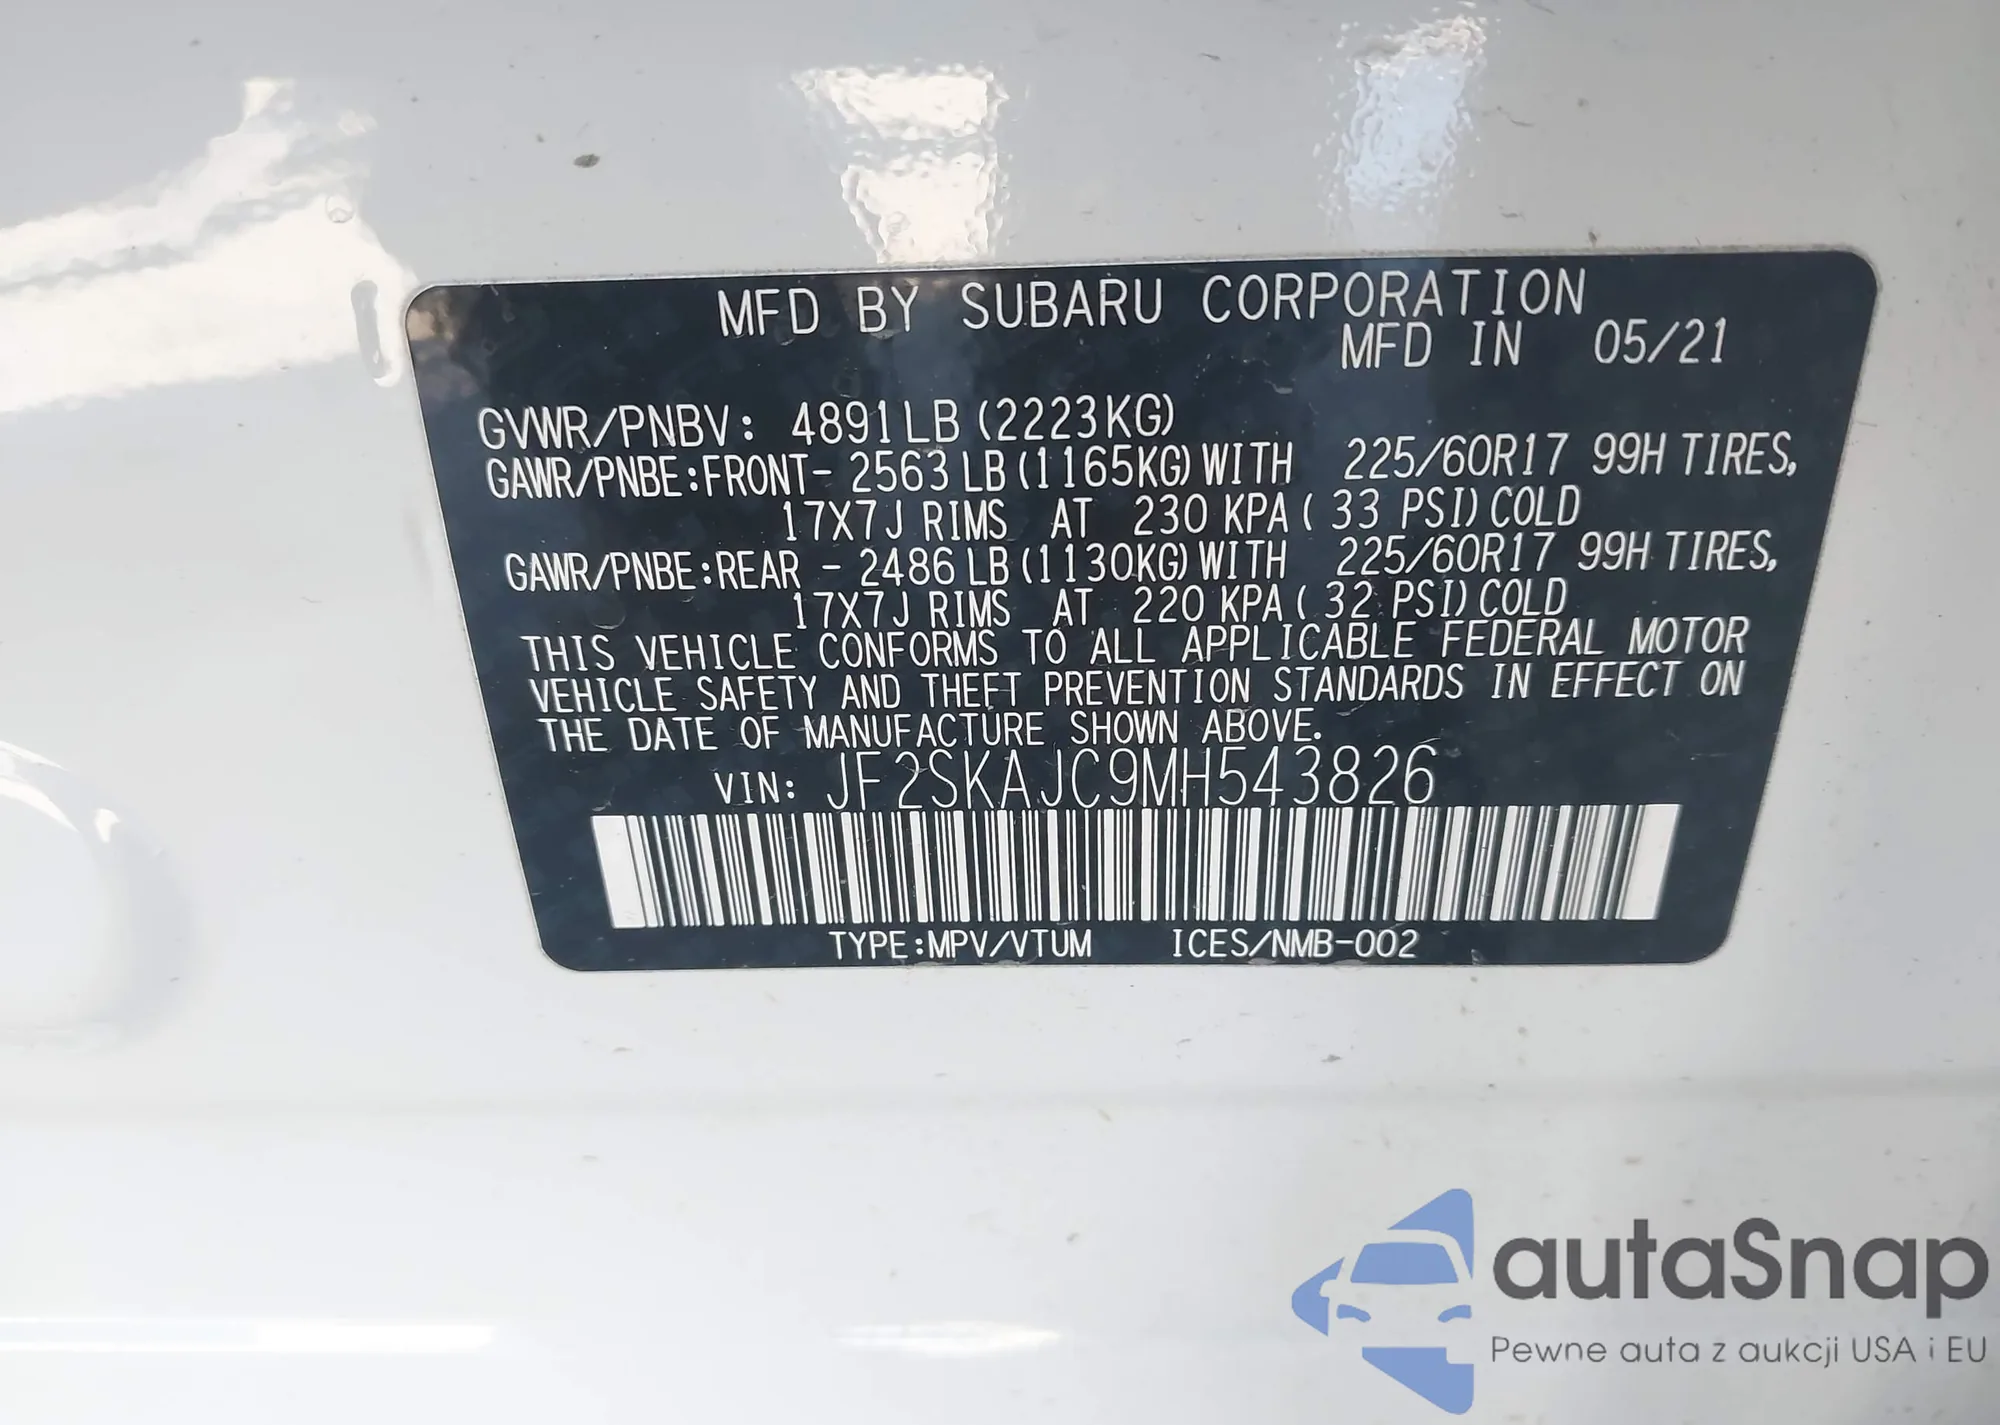 MFD BY SUBARU CORPORATION
MFD IN 05/21
GVWR/PNBV: 4891LB (2223KG)
GAWR/PNBE:FRONT- 2563 LB (1165KG) WITH 225/60R17 99H TIRES,
17X7J RIMS AT 230 KPA ( 33 PSI) COLD
GAWR/PNBE:REAR - 2486 LB (1130KG) WITH 225/60R17 99H TIRES,
17X7J RIMS AT 220 KPA ( 32 PSI) COLD
THIS VEHICLE CONFORMS TO ALL APPLICABLE FEDERAL MOTOR
VEHICLE SAFETY AND THEFT PREVENTION STANDARDS IN EFFECT ON
THE DATE OF MANUFACTURE SHOWN ABOVE.
VIN: JF2SKAJC9MH543826
TYPE:MPV/VTUM ICES/NMB-002
autaSnap
Pewne auta z aukcji USA i EU